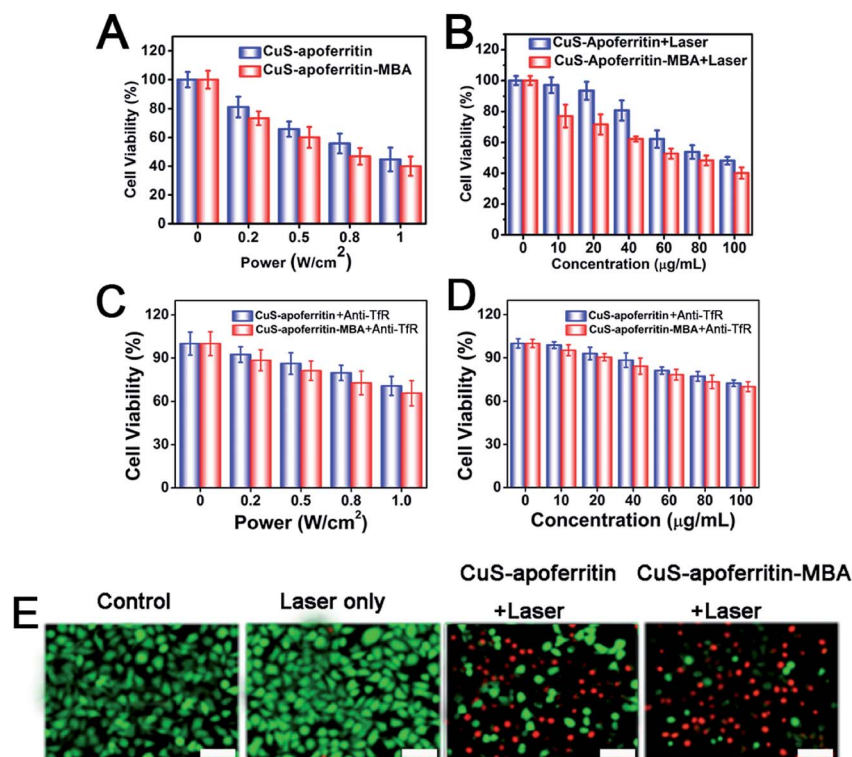 A
CuS-apoferritin
CuS-apoferritin-MBA
Cell Viability (%)
120
100
80
60
40
20
0
0 0.2 0.5 0.8 1
Power (W/cm²)
B
CuS-Apoferritin+Laser
CuS-Apoferritin-MBA+Laser
Cell Viability (%)
120
100
80
60
40
20
0
0 10 20 40 60 80 100
Concentration (μg/mL)
C
CuS-apoferritin+Anti-TfR
CuS-apoferritin-MBA+Anti-TfR
Cell Viability (%)
120
90
60
30
0
0 0.2 0.5 0.8 1.0
Power (W/cm²)
D
CuS-apoferritin+Anti-TfR
CuS-apoferritin-MBA+Anti-TfR
Cell Viability (%)
120
90
60
30
0
0 10 20 40 60 80 100
Concentration (μg/mL)
E
Control
Laser only
CuS-apoferritin
+Laser
CuS-apoferritin-MBA
+Laser